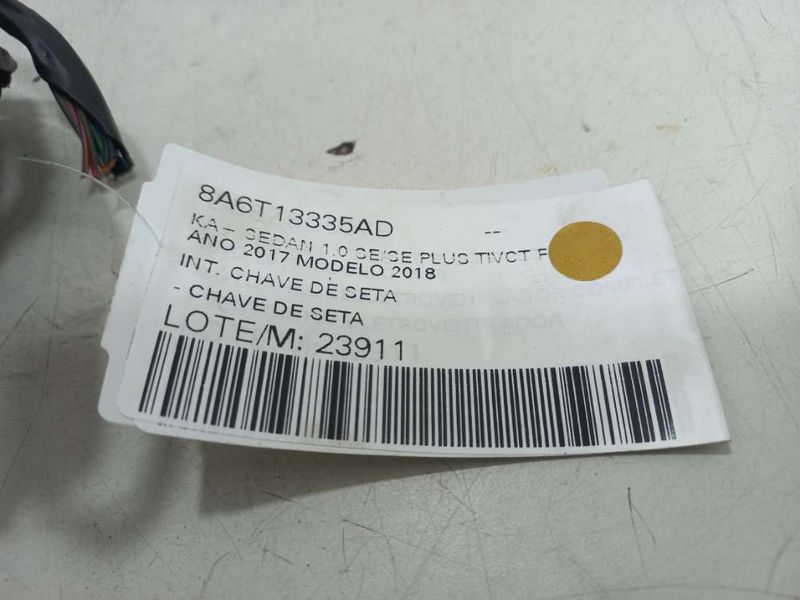 8A6T13335AD --
KA - SEDAN 1.0 SE/SE PLUS TIVCT F
ANO 2017 MODELO 2018
INT. CHAVE DE SETA
- CHAVE DE SETA
LOTE/M: 23911